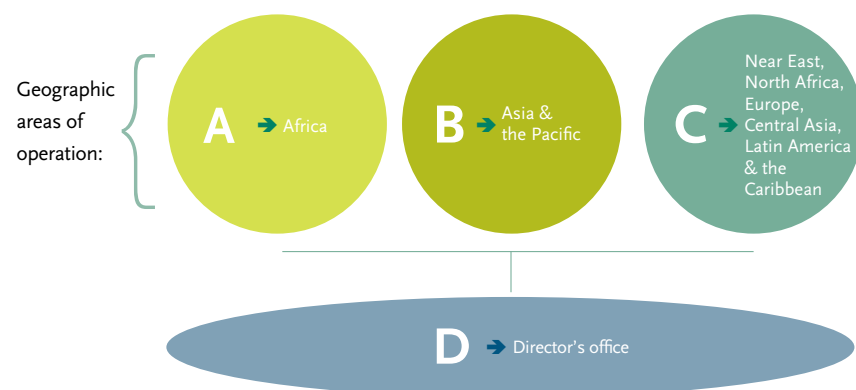 Geographic
areas of
operation:
A → Africa
B → Asia &
the Pacific
C → Near East,
North Africa,
Europe,
Central Asia,
Latin America
& the
Caribbean
D → Director's office